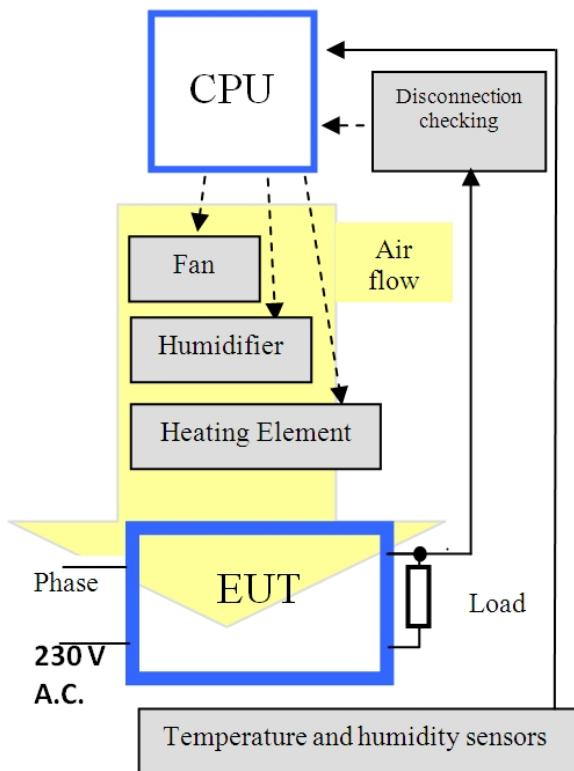 CPU
Disconnection
checking
Air
flow
Fan
Humidifier
Heating Element
Phase
EUT
Load
230 V
A.C.
Temperature and humidity sensors